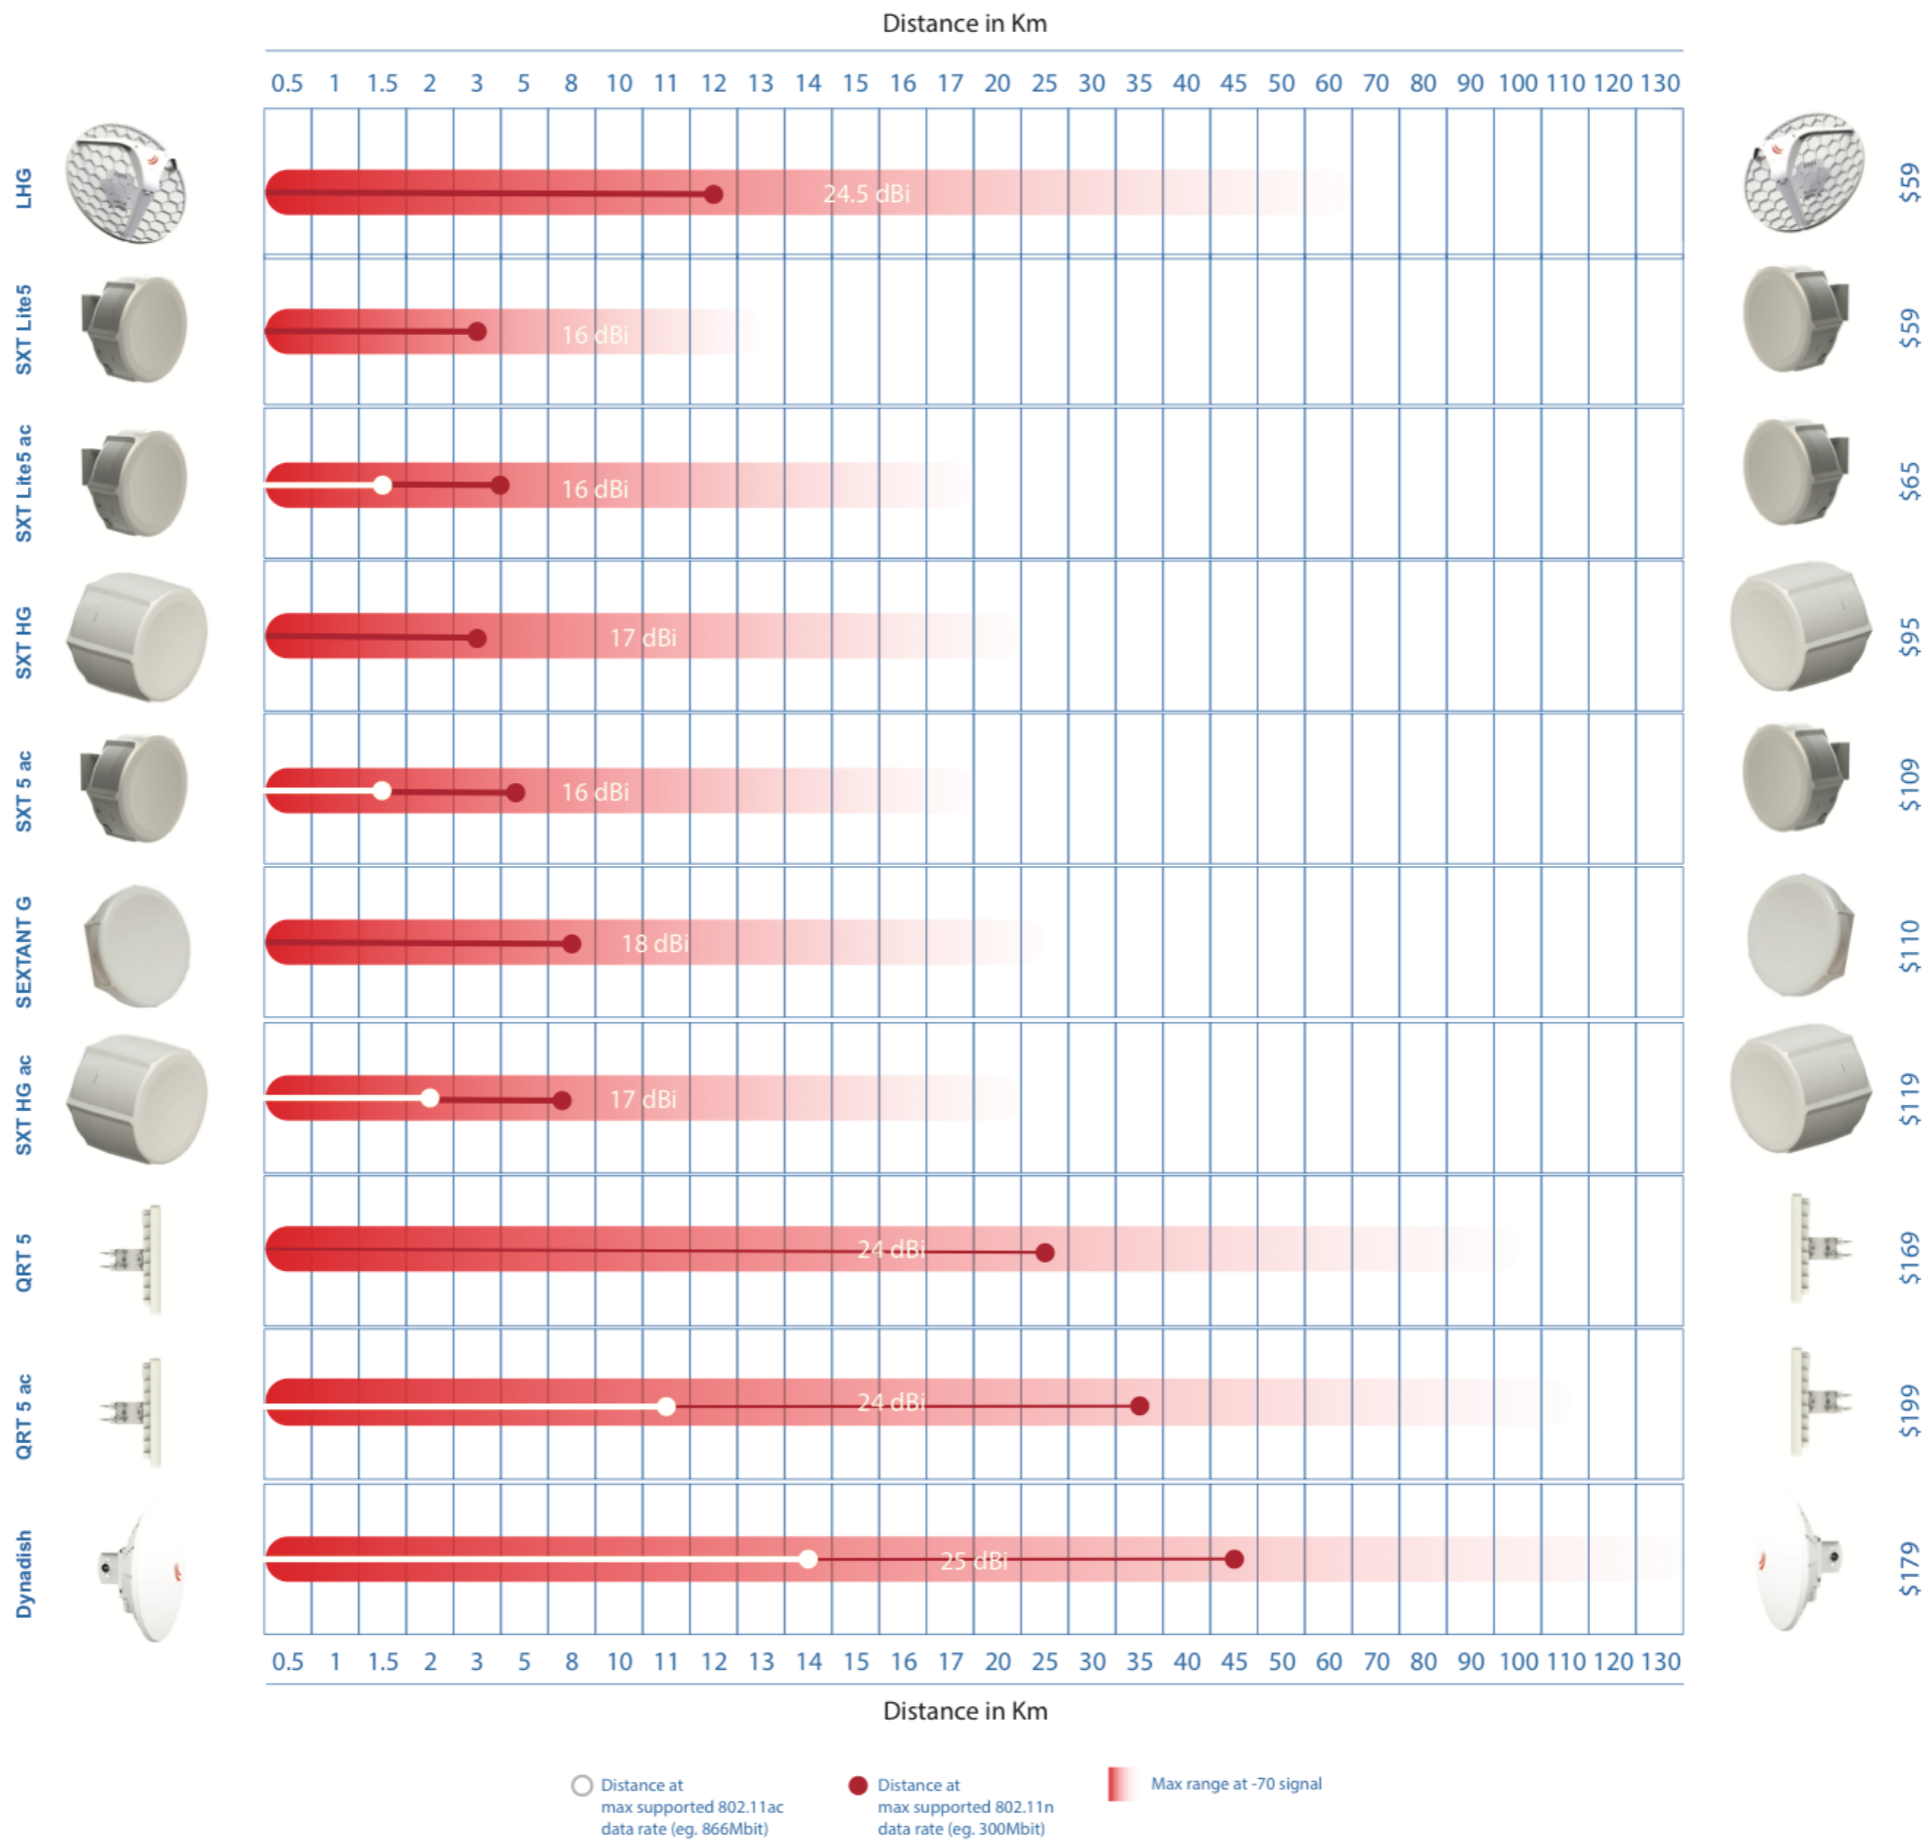 Distance in Km
0.5 1 1.5 2 3 5 8 10 11 12 13 14 15 16 17 20 25 30 35 40 45 50 60 70 80 90 100 110 120 130
LHG
24.5 dBi
$59
SXT Lite5
16 dBi
$59
SXT Lite5 ac
16 dBi
$65
SXT HG
17 dBi
$95
SXT 5 ac
16 dBi
$109
SEXTANT G
18 dBi
$110
SXT HG ac
17 dBi
$119
QRT 5
24 dBi
$169
QRT 5 ac
24 dBi
$199
Dynadish
25 dBi
$179
0.5 1 1.5 2 3 5 8 10 11 12 13 14 15 16 17 20 25 30 35 40 45 50 60 70 80 90 100 110 120 130
Distance in Km
Distance at
max supported 802.11ac
data rate (eg. 866Mbit)
Distance at
max supported 802.11n
data rate (eg. 300Mbit)
Max range at -70 signal